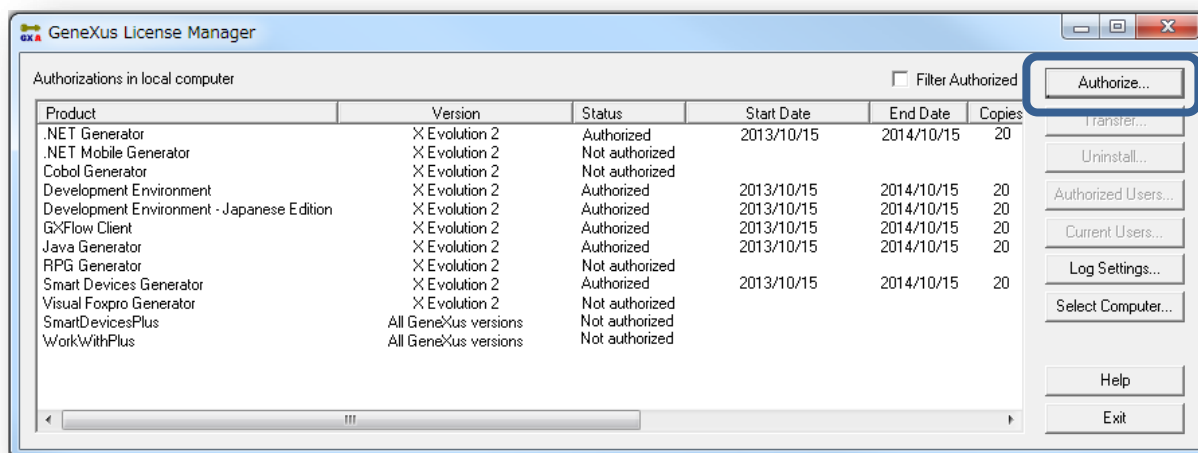 GXA GeneXus License Manager
Authorizations in local computer Filter Authorized Authorize...
Product Version Status Start Date End Date Copies
.NET Generator X Evolution 2 Authorized 2013/10/15 2014/10/15 20
.NET Mobile Generator X Evolution 2 Not authorized
Cobol Generator X Evolution 2 Not authorized
Development Environment X Evolution 2 Authorized 2013/10/15 2014/10/15 20
Development Environment - Japanese Edition X Evolution 2 Authorized 2013/10/15 2014/10/15 20
GXFlow Client X Evolution 2 Authorized 2013/10/15 2014/10/15 20
Java Generator X Evolution 2 Authorized 2013/10/15 2014/10/15 20
RPG Generator X Evolution 2 Not authorized
Smart Devices Generator X Evolution 2 Authorized 2013/10/15 2014/10/15 20
Visual Foxpro Generator X Evolution 2 Not authorized
SmartDevicesPlus All GeneXus versions Not authorized
WorkWithPlus All GeneXus versions Not authorized
Transfer...
Uninstall...
Authorized Users...
Current Users...
Log Settings...
Select Computer...
Help
Exit